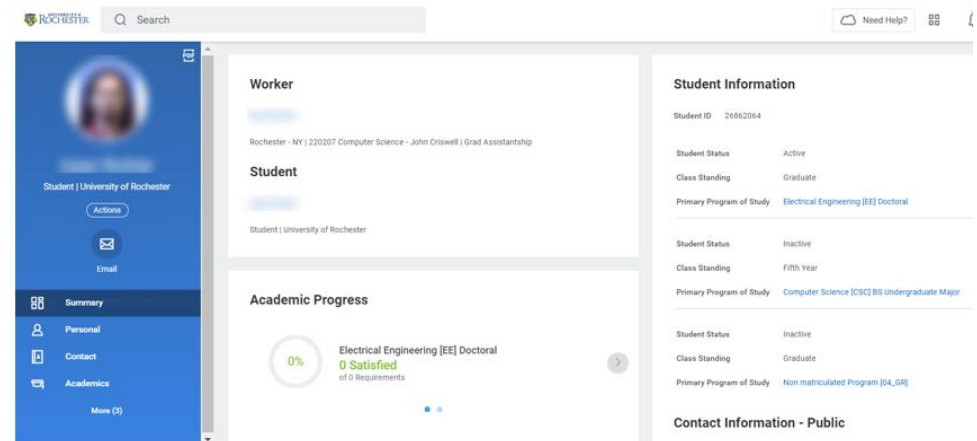 UNIVERSITY of
ROCHESTER
Search
Need Help?
PDF
Student | University of Rochester
Actions
Email
Summary
Personal
Contact
Academics
More (3)
Worker
Rochester - NY | 220207 Computer Science - John Criswell | Grad Assistantship
Student
Student | University of Rochester
Academic Progress
0%
Electrical Engineering [EE] Doctoral
0 Satisfied
of 0 Requirements
Student Information
Student ID 26862064
Student Status Active
Class Standing Graduate
Primary Program of Study Electrical Engineering [EE] Doctoral
Student Status Inactive
Class Standing Fifth Year
Primary Program of Study Computer Science [CSC] BS Undergraduate Major
Student Status Inactive
Class Standing Graduate
Primary Program of Study Non matriculated Program [04_GR]
Contact Information - Public